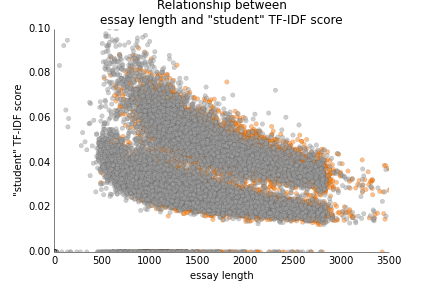 Relationship between
essay length and "student" TF-IDF score
0.10
0.08
0.06
0.04
0.02
0.00
"student" TF-IDF score
0 500 1000 1500 2000 2500 3000 3500
essay length